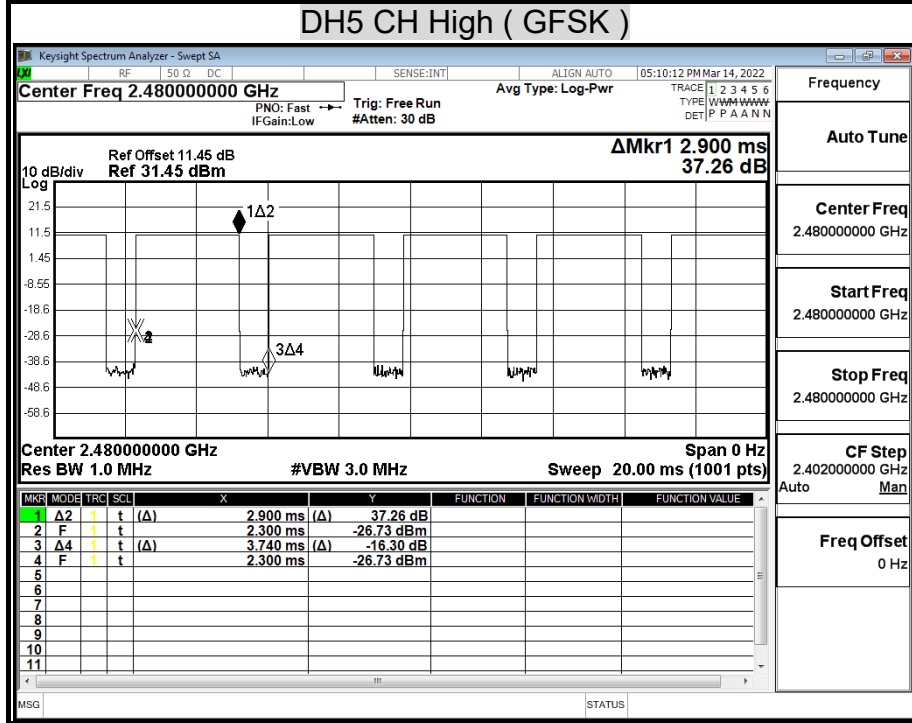 DH5 CH High ( GFSK )
Keysight Spectrum Analyzer - Swept SA
LXI RF 50 Ω DC SENSE:INT ALIGN AUTO 05:10:12 PM Mar 14, 2022
Center Freq 2.480000000 GHz
PNO: Fast
IFGain:Low
Trig: Free Run
#Atten: 30 dB
Avg Type: Log-Pwr
TRACE 1 2 3 4 5 6
TYPE WWMWWWW
DET P P A A N N
ΔMkr1 2.900 ms
37.26 dB
Ref Offset 11.45 dB
10 dB/div Ref 31.45 dBm
Log
21.5
11.5
1.45
-8.55
-18.6
-28.6
-38.6
-48.6
-58.6
1Δ2
2
3Δ4
Center 2.480000000 GHz Span 0 Hz
Res BW 1.0 MHz #VBW 3.0 MHz Sweep 20.00 ms (1001 pts)
MKR MODE TRC SCL X Y FUNCTION FUNCTION WIDTH FUNCTION VALUE
1 Δ2 1 t (Δ) 2.900 ms (Δ) 37.26 dB
2 F 1 t 2.300 ms -26.73 dBm
3 Δ4 1 t (Δ) 3.740 ms (Δ) -16.30 dB
4 F 1 t 2.300 ms -26.73 dBm
5
6
7
8
9
10
11
MSG STATUS
Frequency
Auto Tune
Center Freq
2.480000000 GHz
Start Freq
2.480000000 GHz
Stop Freq
2.480000000 GHz
CF Step
2.402000000 GHz
Auto Man
Freq Offset
0 Hz